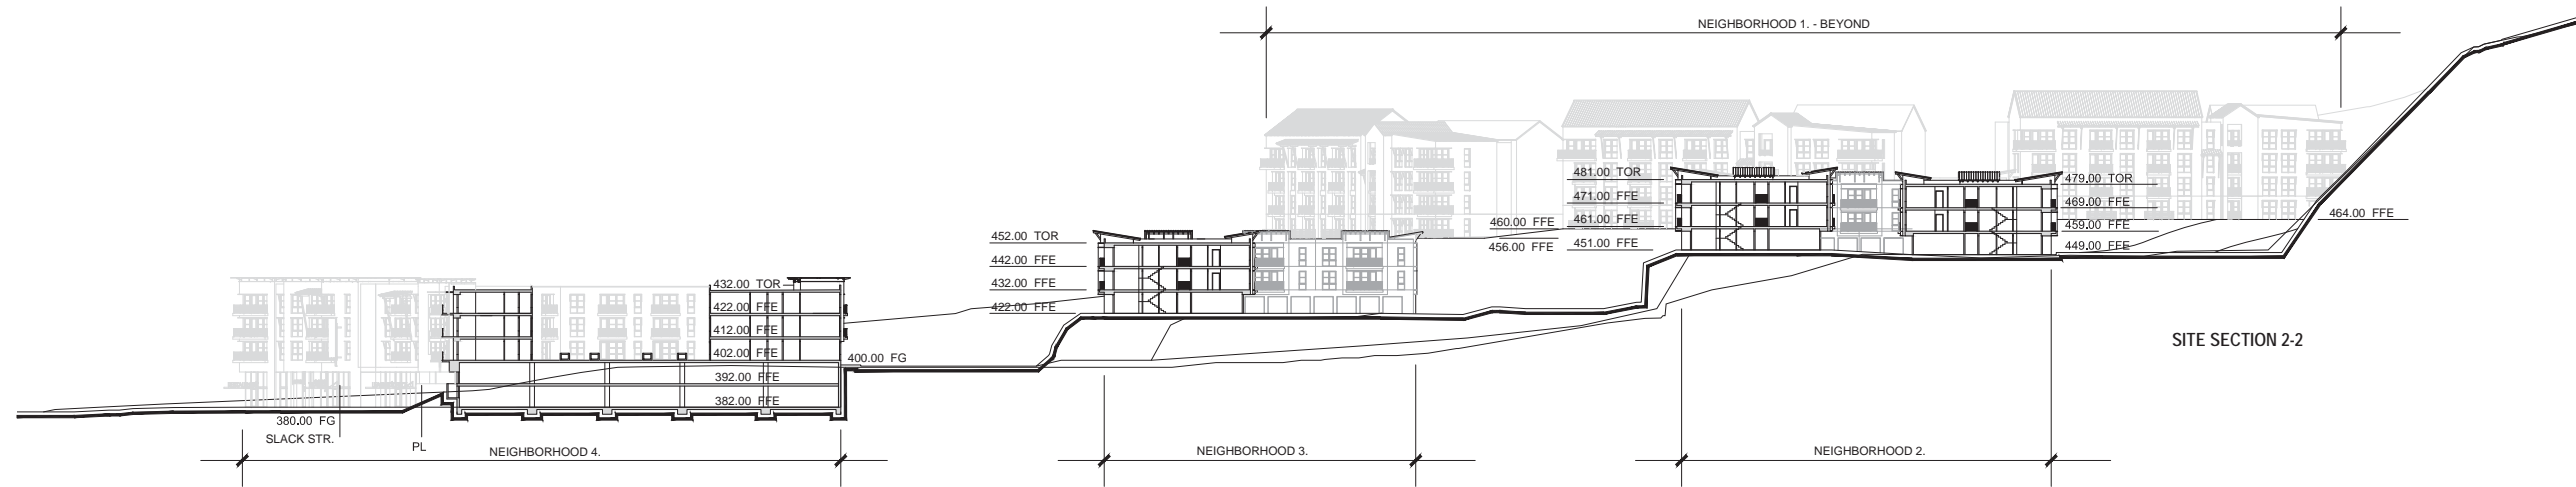 NEIGHBORHOOD 1. - BEYOND
481.00 TOR
471.00 FFE
461.00 FFE
451.00 FFE
460.00 FFE
456.00 FFE
479.00 TOR
469.00 FFE
459.00 FFE
449.00 FFE
464.00 FFE
452.00 TOR
442.00 FFE
432.00 FFE
422.00 FFE
432.00 TOR
422.00 FFE
412.00 FFE
402.00 FFE
392.00 FFE
382.00 FFE
400.00 FG
380.00 FG
SLACK STR.
PL
SITE SECTION 2-2
NEIGHBORHOOD 4.
NEIGHBORHOOD 3.
NEIGHBORHOOD 2.